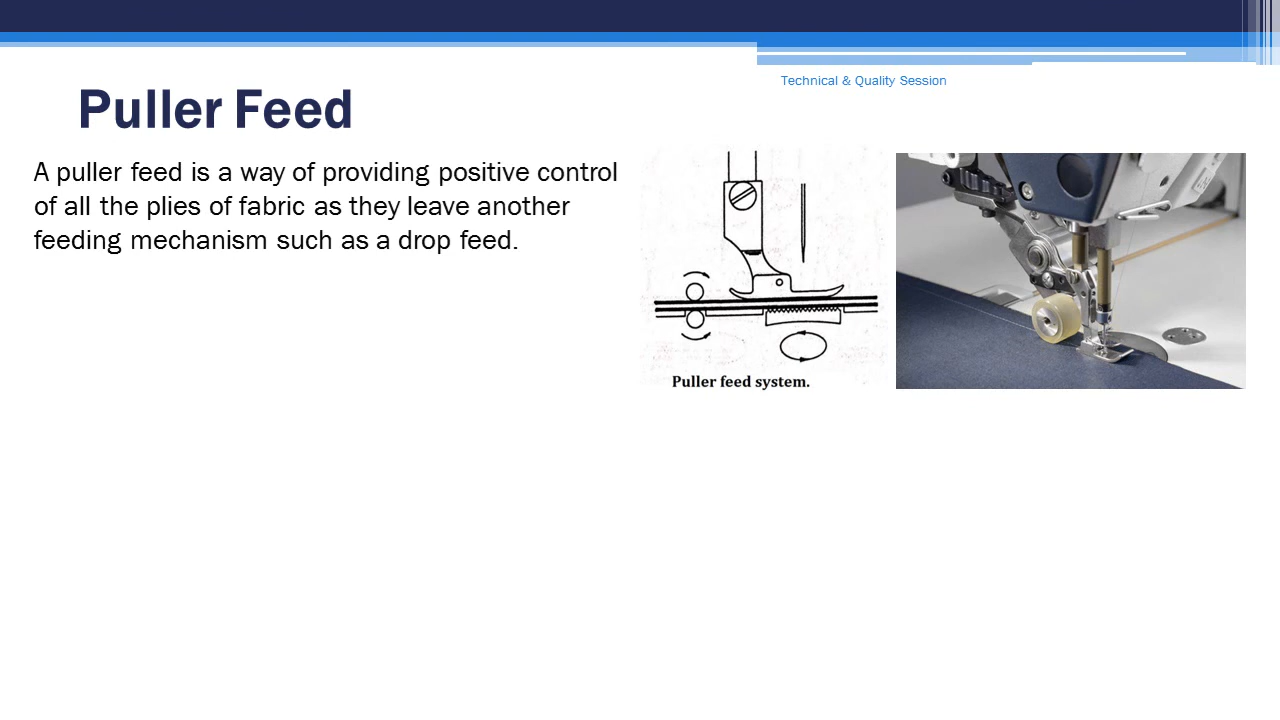 Technical & Quality Session
Puller Feed
A puller feed is a way of providing positive control
of all the plies of fabric as they leave another
feeding mechanism such as a drop feed.
Puller feed system.